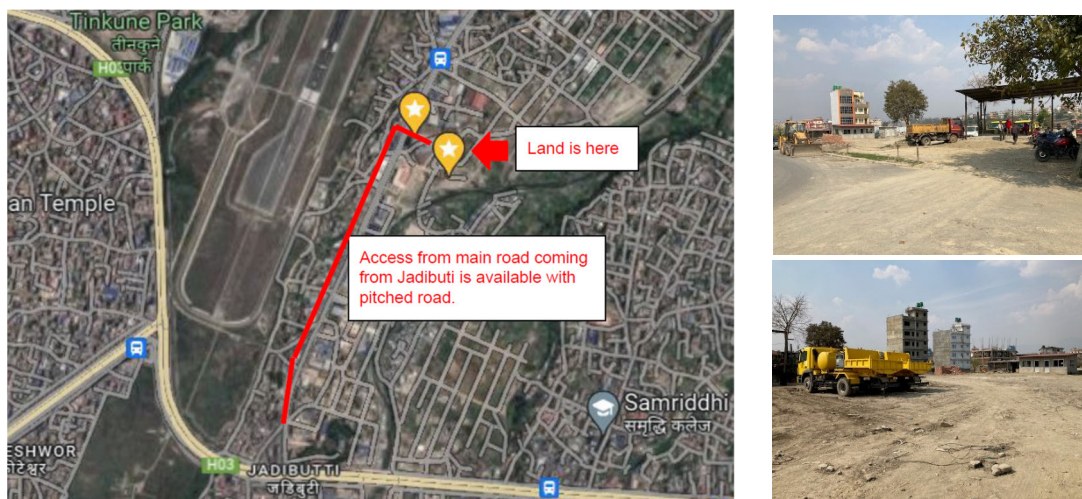 Tinkune Park
तीनकुने
पार्क
H03
an Temple
Land is here
Access from main road coming
from Jadibuti is available with
pitched road.
Samriddhi
समृद्धि कलेज
ESHWOR
H03
JADIBUTTI
जडिबुटी